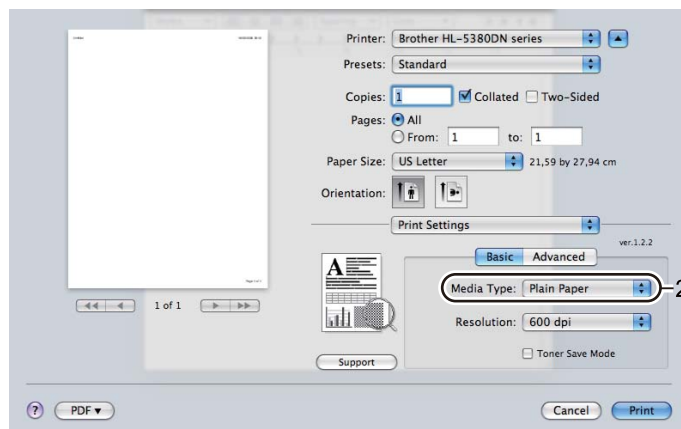 Printer: Brother HL-5380DN series
Presets: Standard
Copies: 1 Collated Two-Sided
Pages: All
From: 1 to: 1
Paper Size: US Letter 21,59 by 27,94 cm
Orientation:
Print Settings
ver.1.2.2
Basic Advanced
Media Type: Plain Paper 2
Resolution: 600 dpi
Toner Save Mode
1 of 1
Support
? PDF Cancel Print